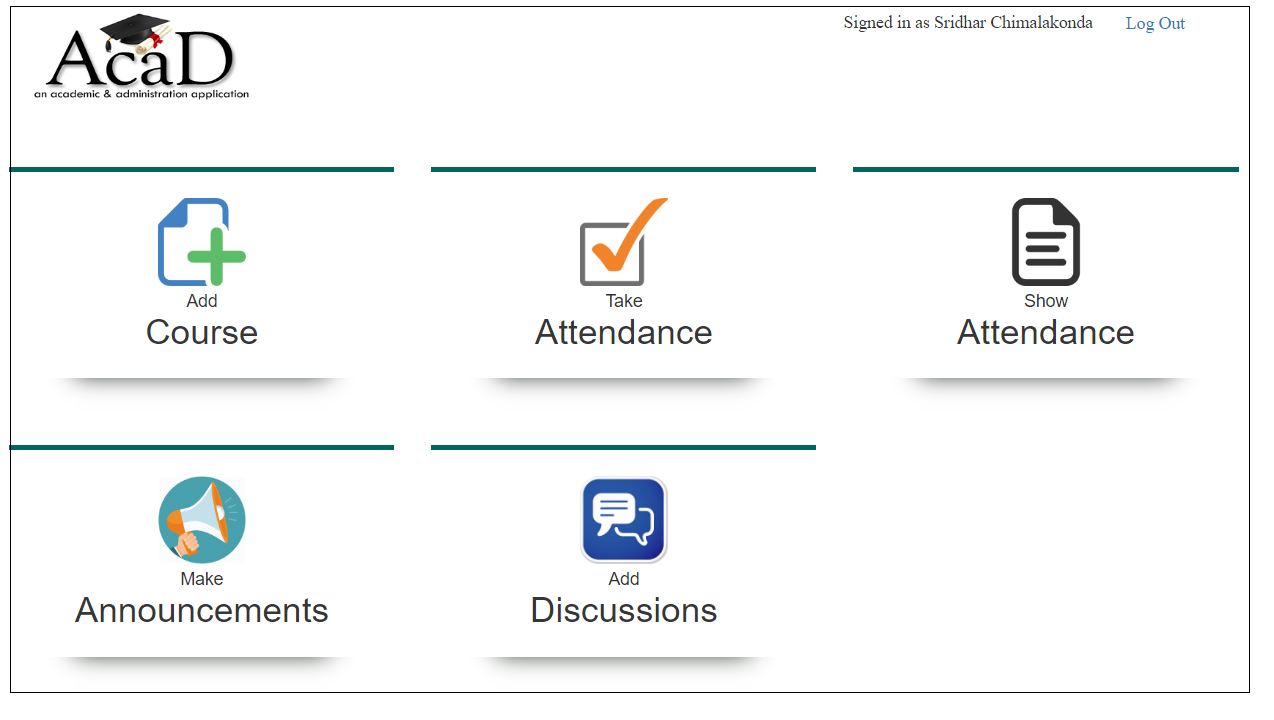 Signed in as Sridhar Chimalakonda Log Out
AcaD
an academic & administration application
Add
Course
Take
Attendance
Show
Attendance
Make
Announcements
Add
Discussions